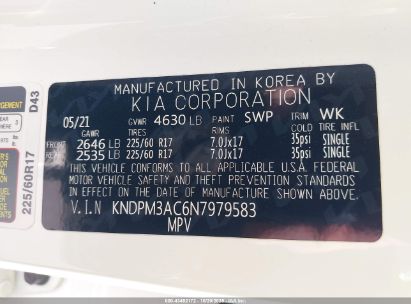 MANUFACTURED IN KOREA BY
KIA CORPORATION
05/21 GVWR 4630 LB PAINT SWP TRIM WK
GAWR TIRES RIMS COLD TIRE INFL
FRONT 2646 LB 225/60 R17 7.0Jx17 35psi SINGLE
REAR 2535 LB 225/60 R17 7.0Jx17 35psi SINGLE
THIS VEHICLE CONFORMS TO ALL APPLICABLE U.S.A FEDERAL
MOTOR VEHICLE SAFETY AND THEFT PREVENTION STANDARDS
IN EFFECT ON THE DATE OF MANUFACTURE SHOWN ABOVE.
V.I.N KNDPM3AC6N7979583
MPV
D43
225/60R17